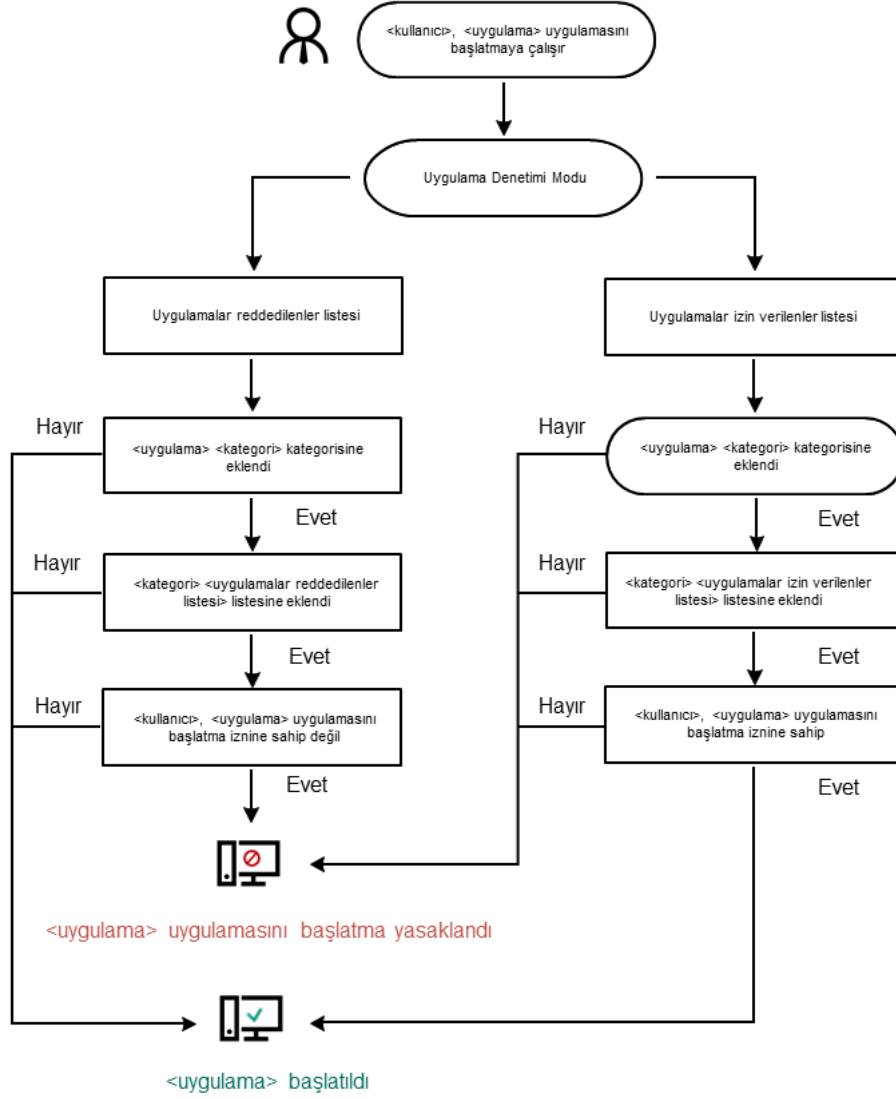 <kullanıcı>, <uygulama> uygulamasını
başlatmaya çalışır
Uygulama Denetimi Modu
Uygulamalar reddedilenler listesi
Uygulamalar izin verilenler listesi
Hayır
<uygulama> <kategori> kategorisine
eklendi
Hayır
<uygulama> <kategori> kategorisine
eklendi
Evet
Evet
Hayır
<kategori> <uygulamalar reddedilenler
listesi> listesine eklendi
Hayır
<kategori> <uygulamalar izin verilenler
listesi> listesine eklendi
Evet
Evet
Hayır
<kullanıcı>, <uygulama> uygulamasını
başlatma iznine sahip değil
Hayır
<kullanıcı>, <uygulama> uygulamasını
başlatma iznine sahip
Evet
Evet
<uygulama> uygulamasını başlatma yasaklandı
<uygulama> başlatıldı